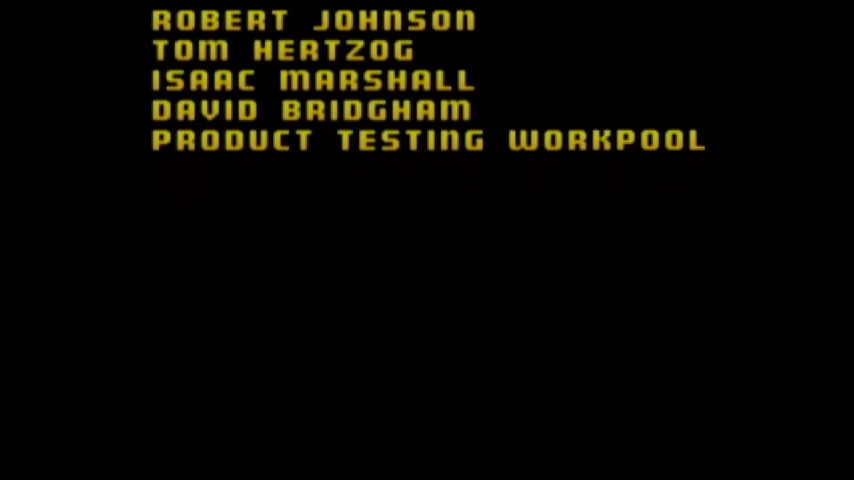 ROBERT JOHNSON
TOM HERTZOG
ISAAC MARSHALL
DAVID BRIDGHAM
PRODUCT TESTING WORKPOOL